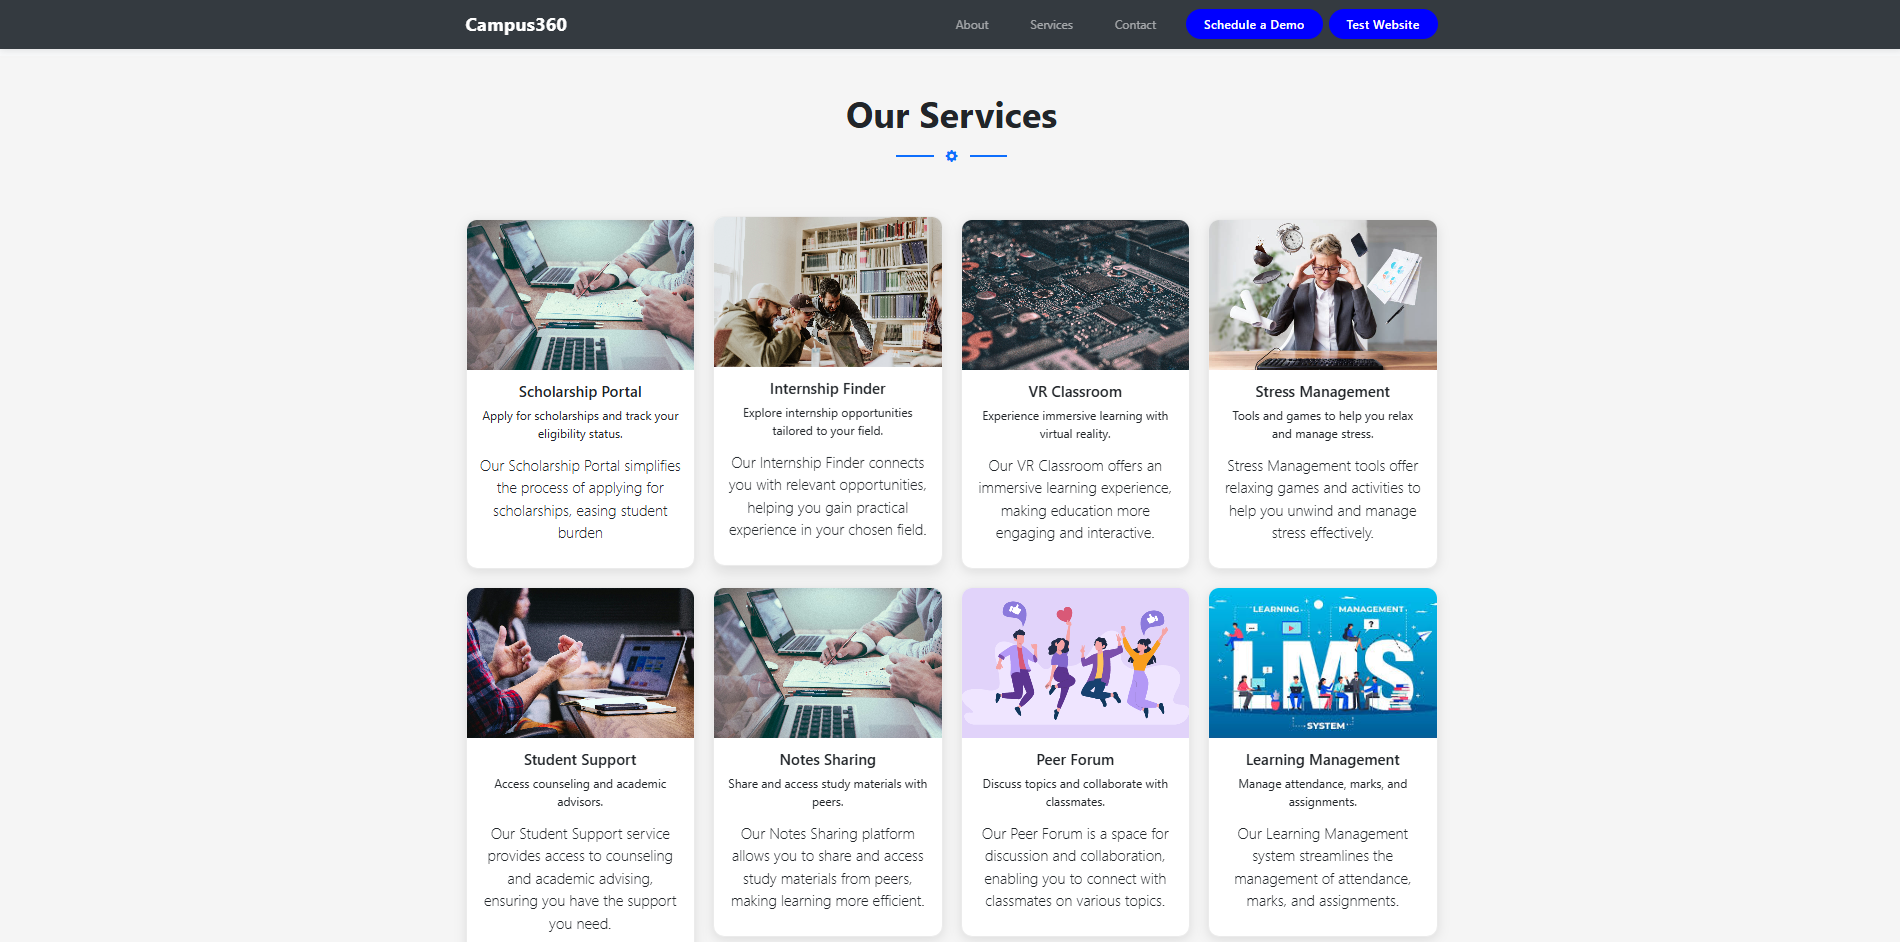 Campus360
About
Services
Contact
Schedule a Demo
Test Website
Our Services
Scholarship Portal
Apply for scholarships and track your
eligibility status.
Our Scholarship Portal simplifies
the process of applying for
scholarships, easing student
burden
Internship Finder
Explore internship opportunities
tailored to your field.
Our Internship Finder connects
you with relevant opportunities,
helping you gain practical
experience in your chosen field.
VR Classroom
Experience immersive learning with
virtual reality.
Our VR Classroom offers an
immersive learning experience,
making education more
engaging and interactive.
Stress Management
Tools and games to help you relax
and manage stress.
Stress Management tools offer
relaxing games and activities to
help you unwind and manage
stress effectively.
Student Support
Access counseling and academic
advisors.
Our Student Support service
provides access to counseling
and academic advising,
ensuring you have the support
you need.
Notes Sharing
Share and access study materials with
peers.
Our Notes Sharing platform
allows you to share and access
study materials from peers,
making learning more efficient.
Peer Forum
Discuss topics and collaborate with
classmates.
Our Peer Forum is a space for
discussion and collaboration,
enabling you to connect with
classmates on various topics.
LEARNING
MANAGEMENT
?
LMS
SYSTEM
Learning Management
Manage attendance, marks, and
assignments.
Our Learning Management
system streamlines the
management of attendance,
marks, and assignments.